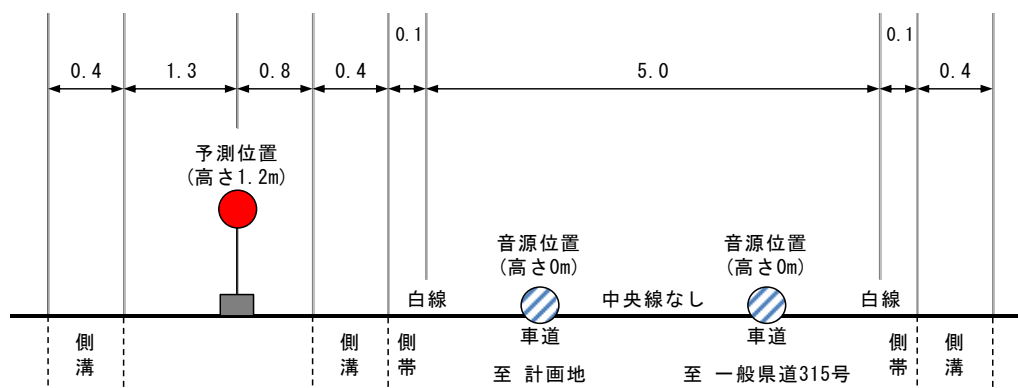 0.1
0.1
0.4
1.3
0.8
0.4
5.0
0.4
予測位置
(高さ1.2m)
音源位置
(高さ0m)
音源位置
(高さ0m)
白線
中央線なし
白線
側溝
側溝
側帯
車道
車道
側帯
側溝
至 計画地
至 一般県道315号